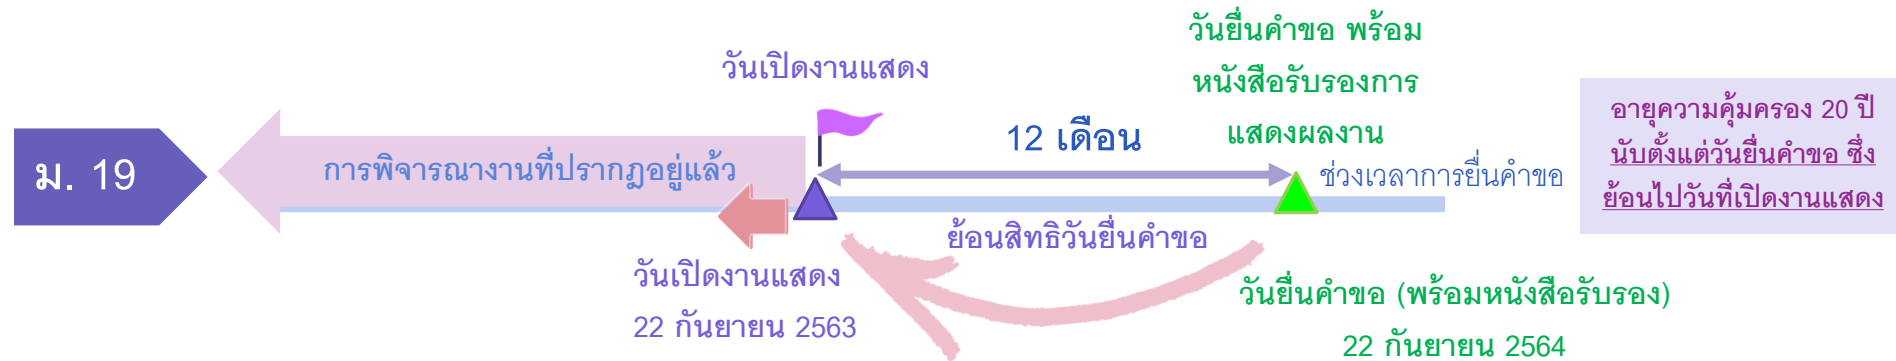 ม. 19
การพิจารณางานที่ปรากฏอยู่แล้ว
วันเปิดงานแสดง
12 เดือน
วันยื่นคำขอ พร้อม
หนังสือรับรองการ
แสดงผลงาน
ช่วงเวลาการยื่นคำขอ
ย้อนสิทธิวันยื่นคำขอ
วันเปิดงานแสดง
22 กันยายน 2563
วันยื่นคำขอ (พร้อมหนังสือรับรอง)
22 กันยายน 2564
อายุความคุ้มครอง 20 ปี
นับตั้งแต่วันยื่นคำขอ ซึ่ง
ย้อนไปวันที่เปิดงานแสดง